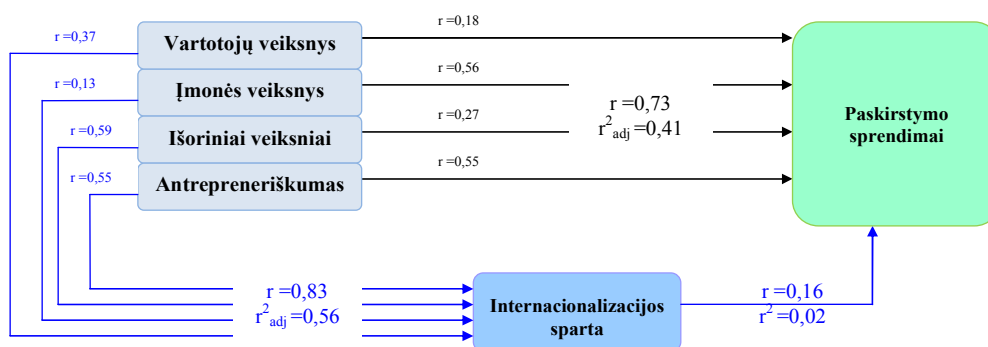 r =0,18
r =0,37
Vartotojų veiksnys
r =0,56
r =0,13
Įmonės veiksnys
r =0,73
r²adj=0,41
r =0,27
r =0,59
Išoriniai veiksniai
Paskirstymo
sprendimai
r =0,55
r =0,55
Antrepreneriškumas
r=0,83
r²adj=0,56
Internacionalizacijos
sparta
r=0,16
r² =0,02